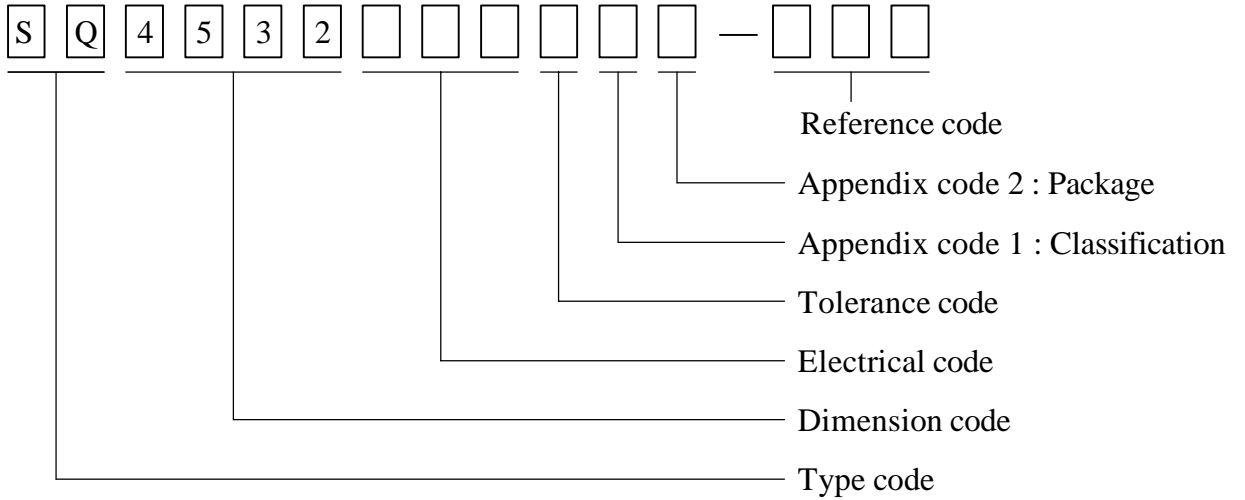 S Q 4 5 3 2 —
Reference code
Appendix code 2 : Package
Appendix code 1 : Classification
Tolerance code
Electrical code
Dimension code
Type code